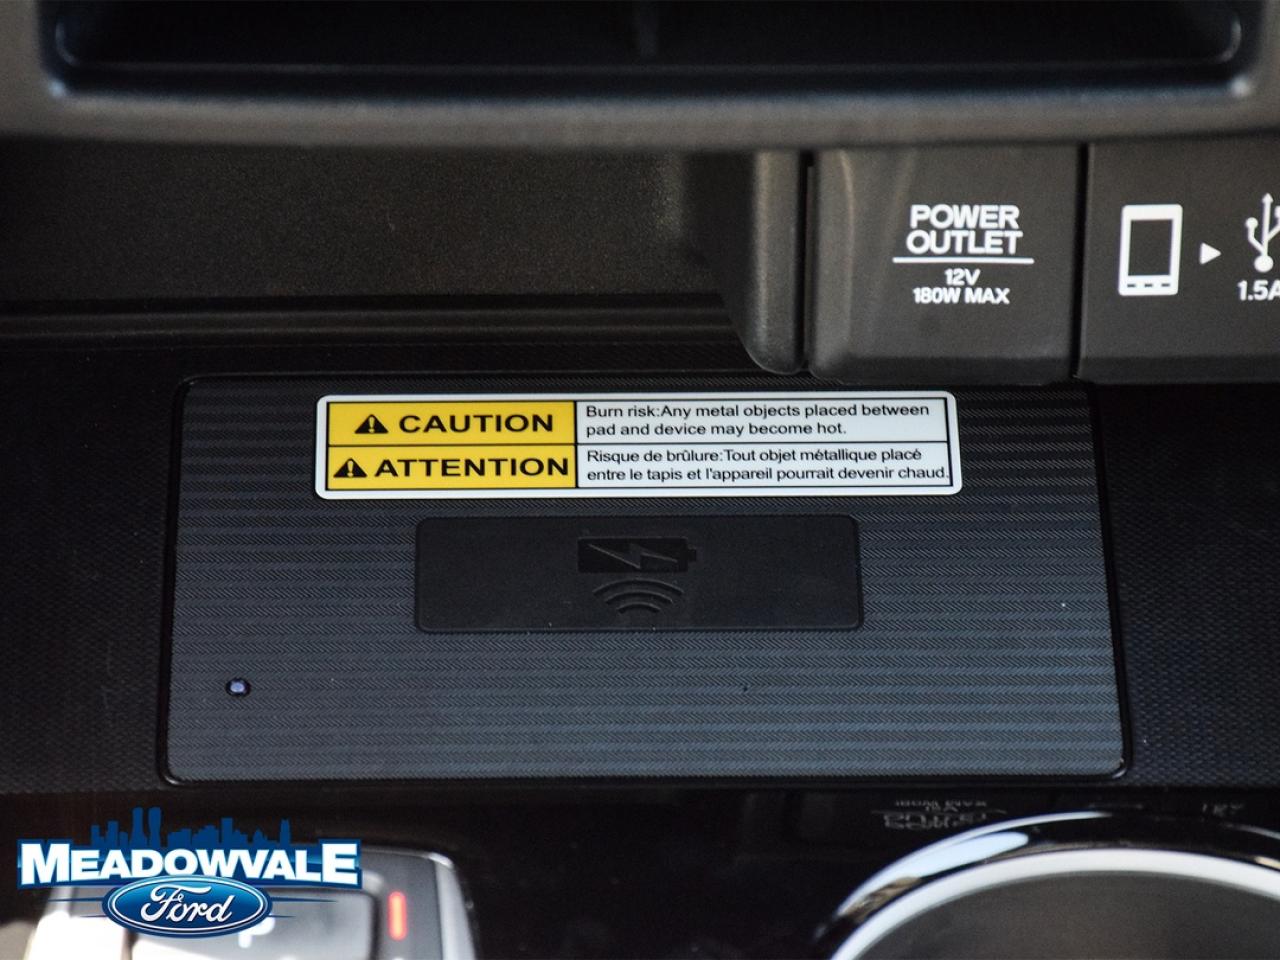 POWER
OUTLET
12V
180W MAX
1.5A
CAUTION
Burn risk:Any metal objects placed between
pad and device may become hot.
ATTENTION
Risque de brûlure:Tout objet métallique placé
entre le tapis et l'appareil pourrait devenir chaud.
MEADOWVALE
Ford
P